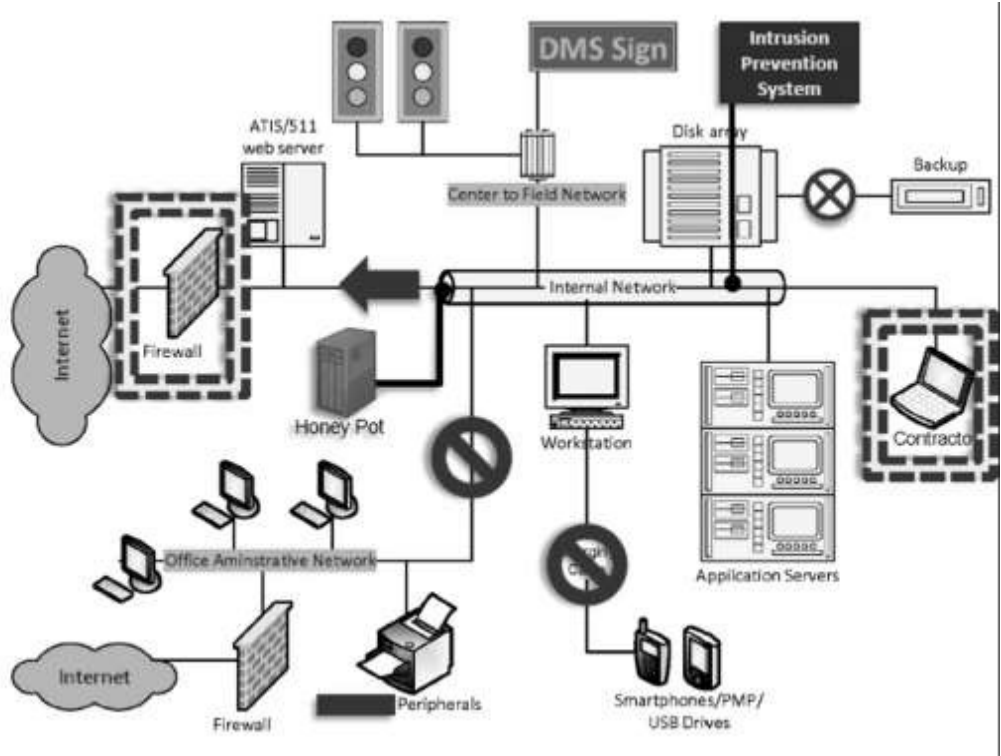 DMS Sign
Intrusion
Prevention
System
ATIS/511
web server
Disk array
Backup
Center to Field Network
Internal Network
Internet
Firewall
Honey Pot
Workstation
Contracto
Office Aminstrative Network
Application Servers
Internet
Firewall
Peripherals
Smartphones/PMP/
USB Drives